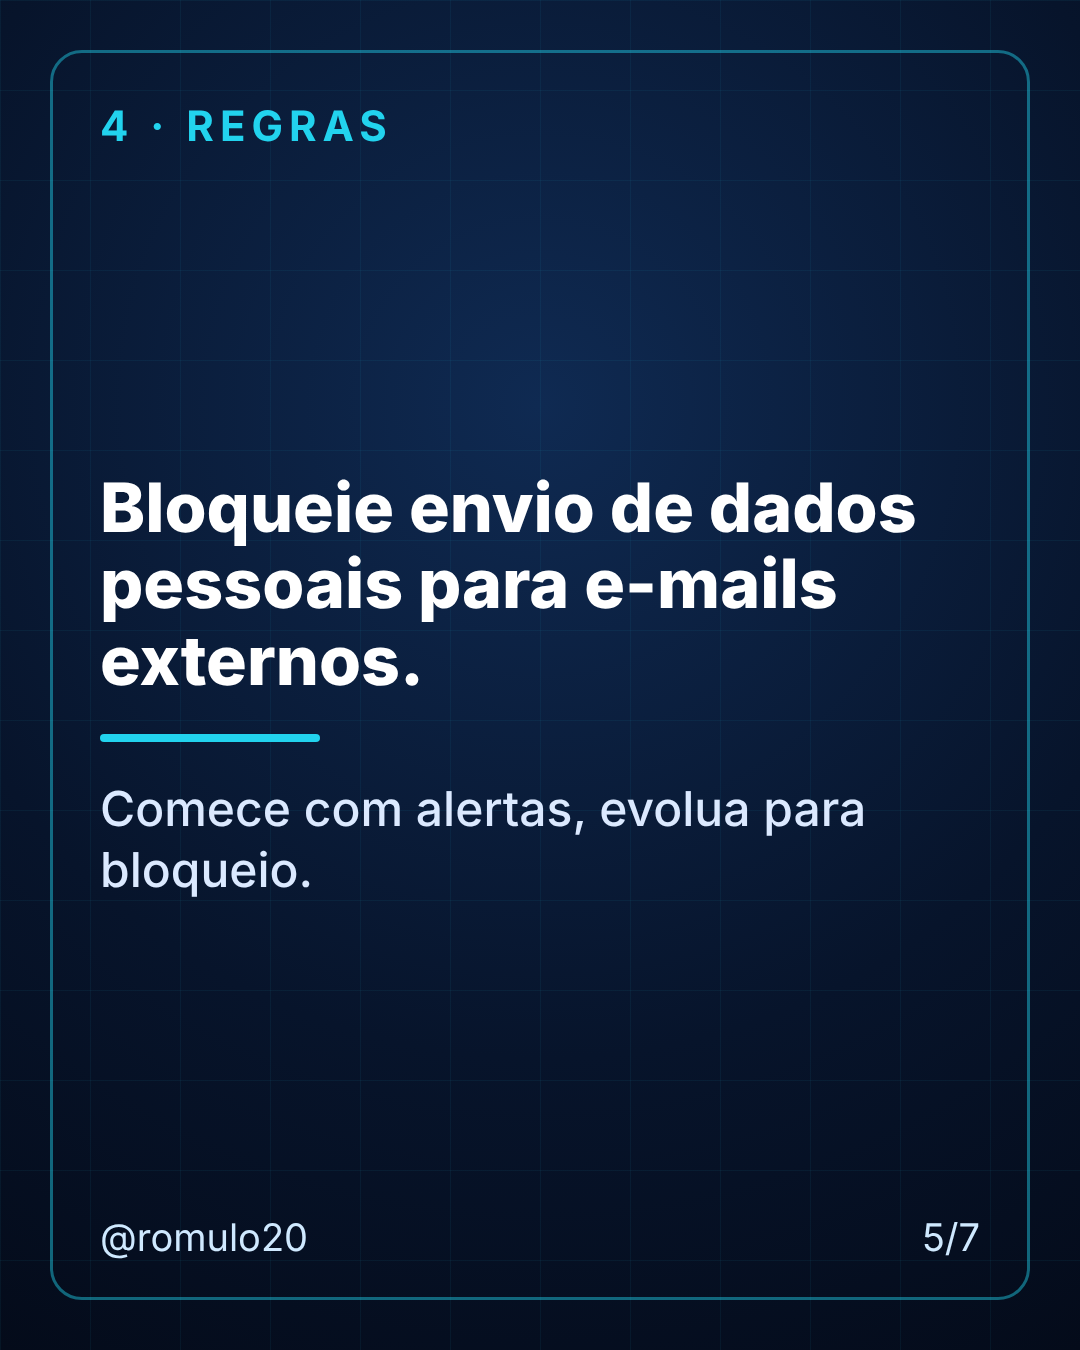 4 · REGRAS
Bloqueie envio de dados
pessoais para e-mails
externos.
Comece com alertas, evolua para
bloqueio.
@romulo20
5/7